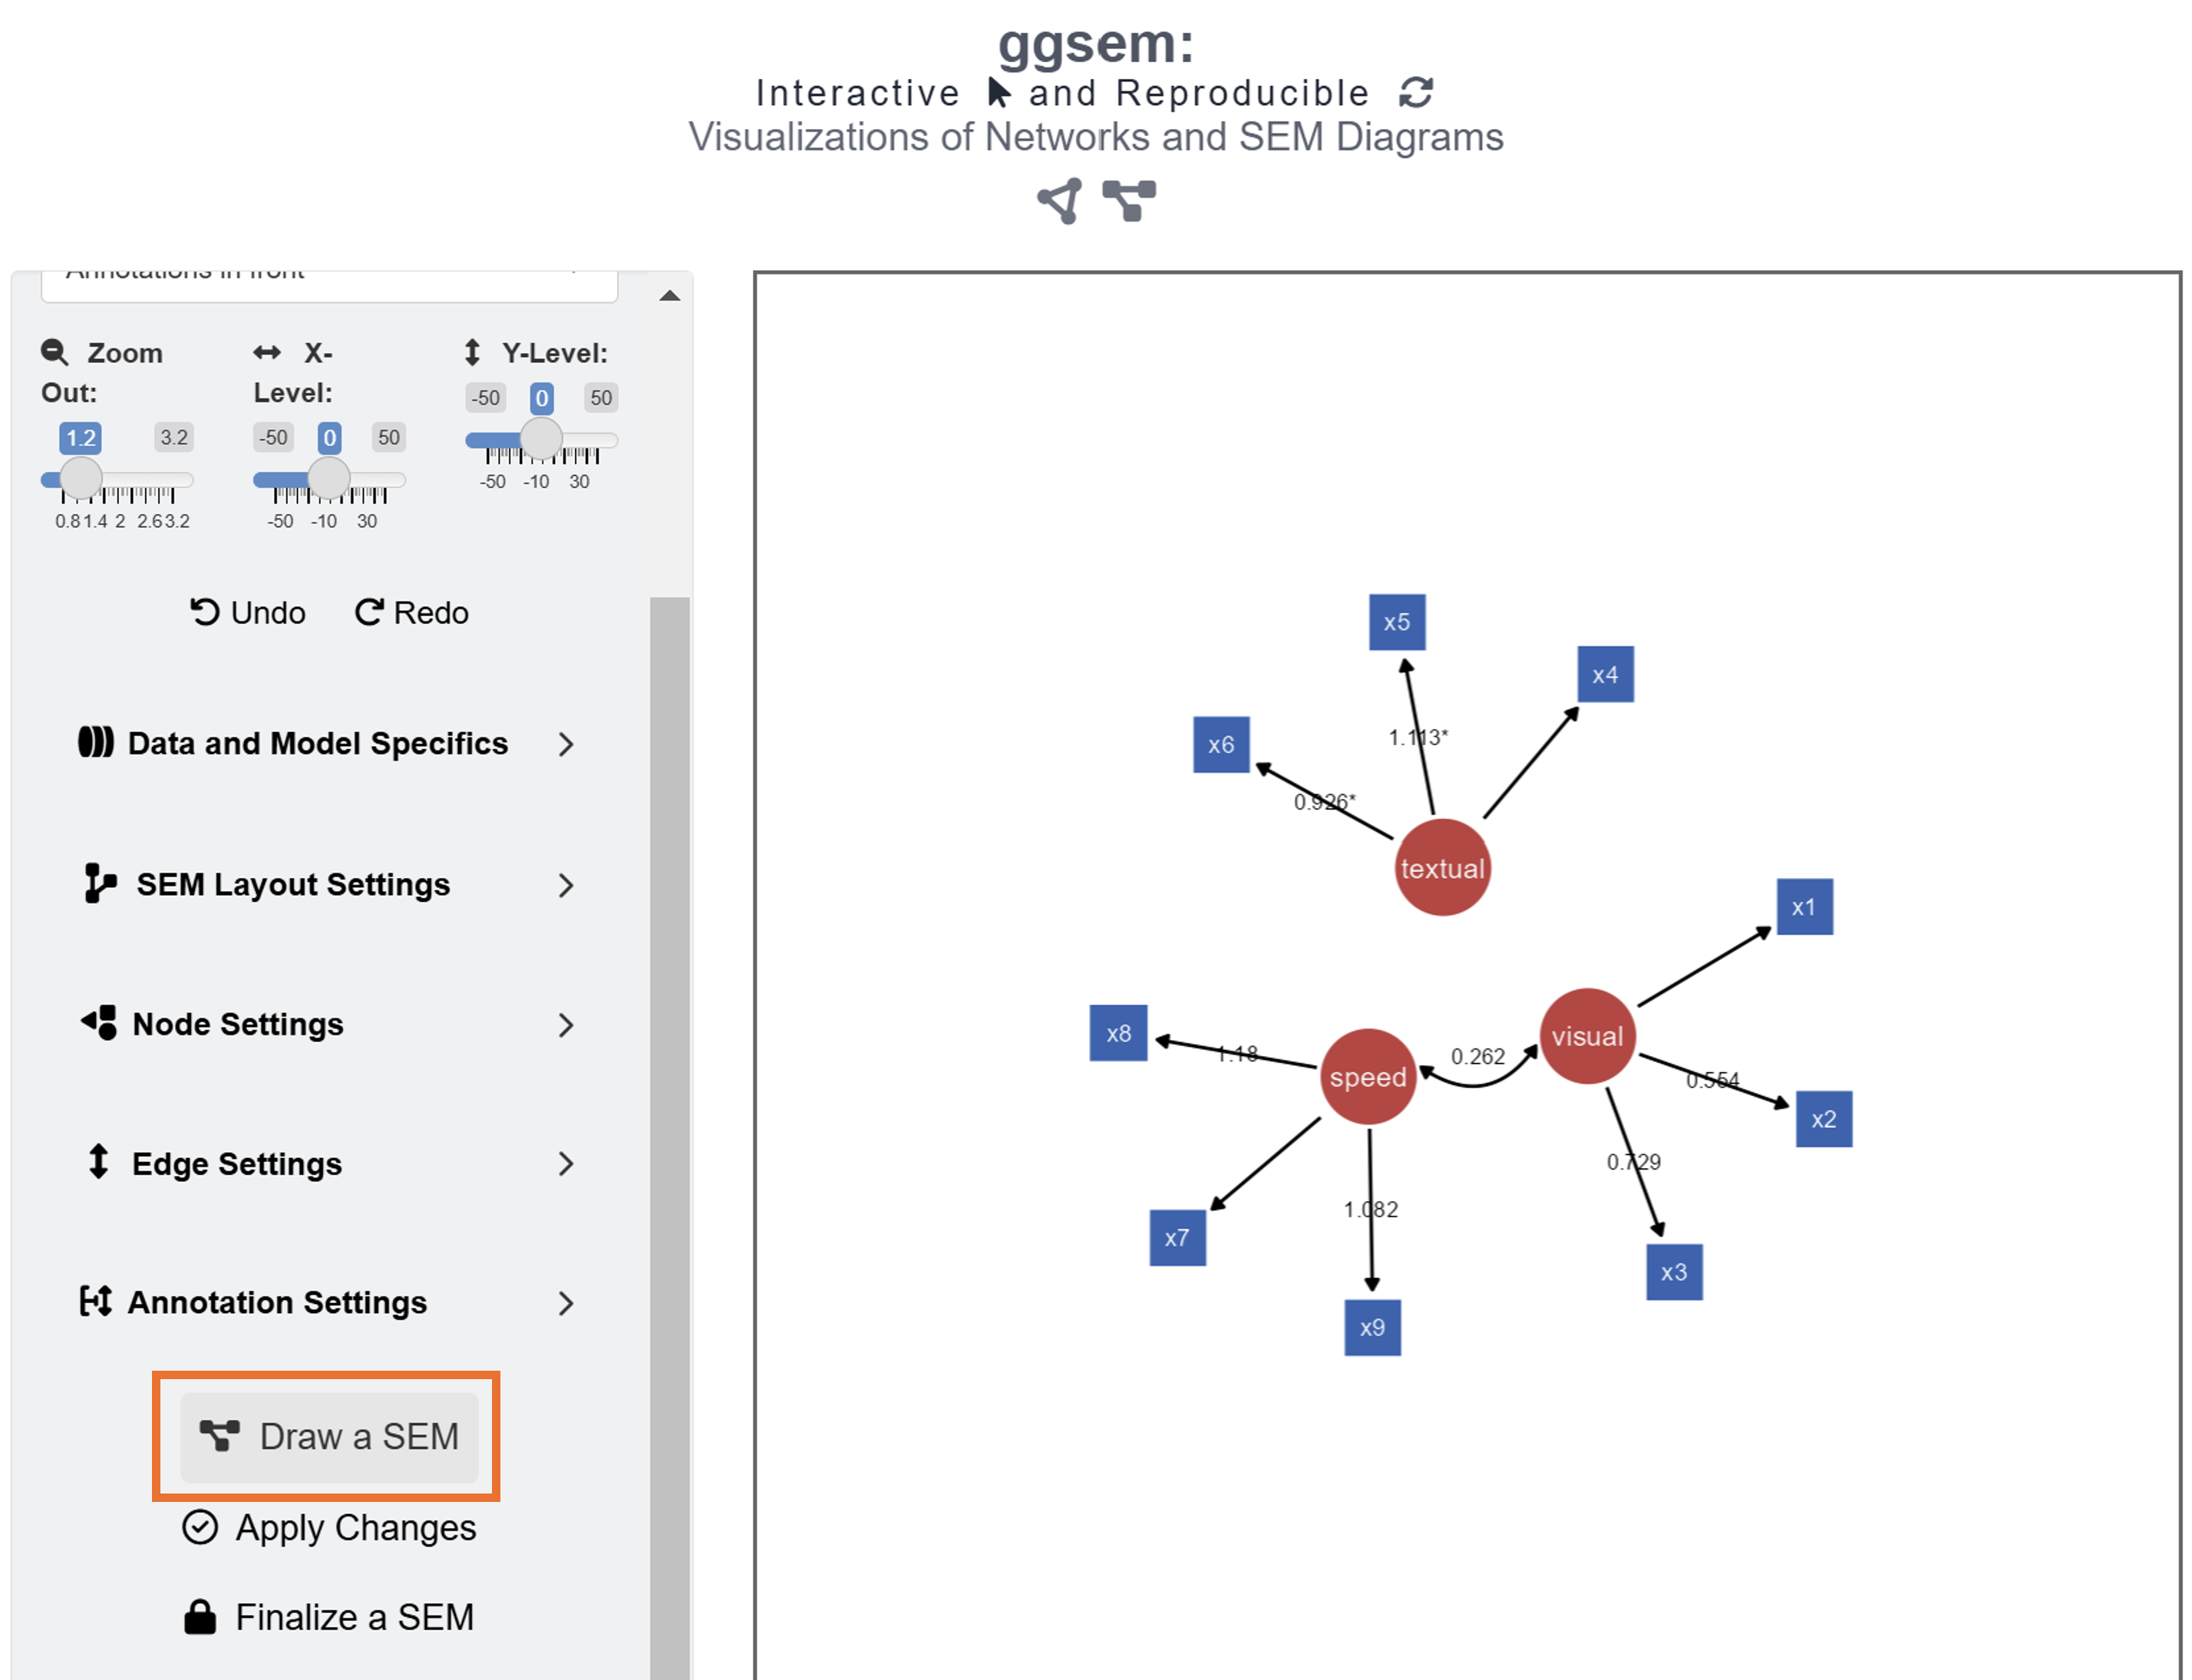 ggsem:
Interactive and Reproducible
Visualizations of Networks and SEM Diagrams
Annotations in front
Zoom Out:
1.2 3.2
0.8 1.4 2 2.6 3.2
X-Level:
-50 0 50
-50 -10 30
Y-Level:
-50 0 50
-50 -10 30
Undo Redo
Data and Model Specifics
SEM Layout Settings
Node Settings
Edge Settings
Annotation Settings
Draw a SEM
Apply Changes
Finalize a SEM
x5
x4
x6
1.113*
0.926*
textual
x1
x8
1.18
speed
0.262
visual
0.554
x2
0.729
x7
1.082
x3
x9